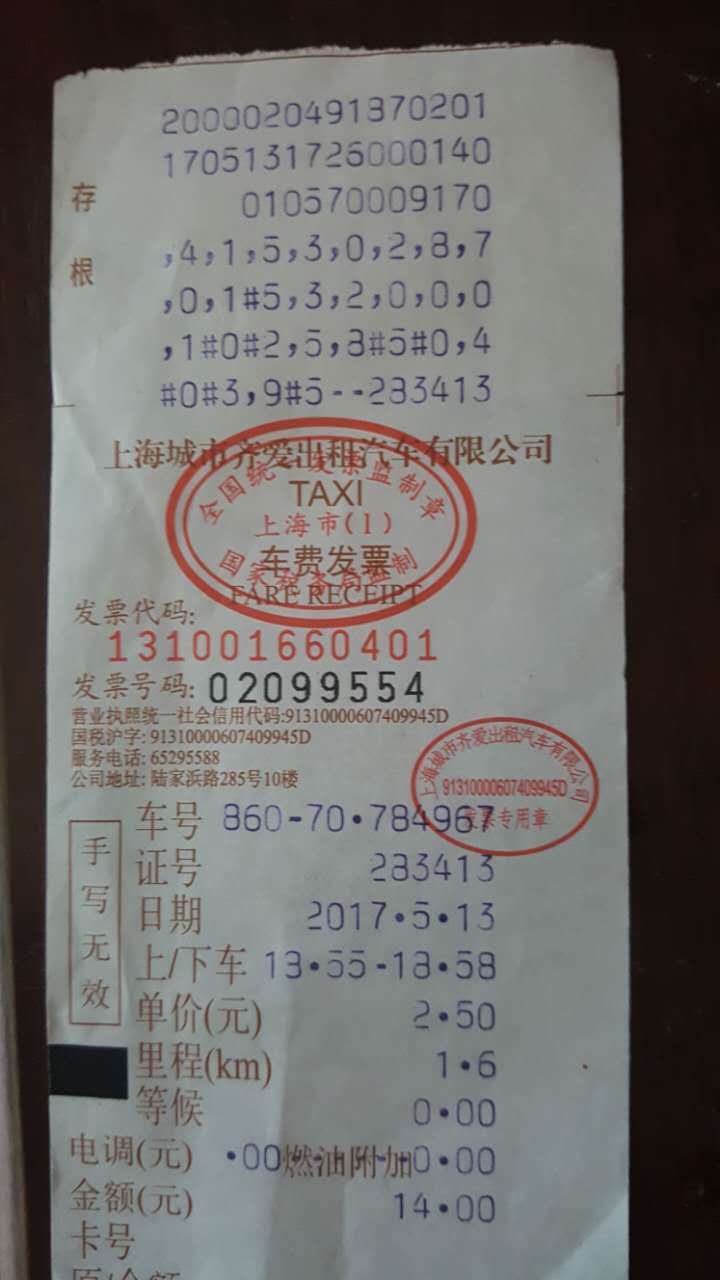 2000020491370201
1705131726000140
010570009170
,4,1,5,3,0,2,8,7
,0,1#5,3,2,0,0,0
,1#0#2,5,8#5#0,4
#0#3,9#5--283413
存根
上海城市齐爱出租汽车有限公司
全国统一发票监制章
TAXI
上海市(1)
车费发票
国家税务局监制
FARE RECEIPT
发票代码:
131001660401
发票号码: 02099554
营业执照统一社会信用代码:91310000607409945D
国税沪字: 91310000607409945D
服务电话: 65295588
公司地址: 陆家浜路285号10楼
上海城市齐爱出租汽车有限公司
91310000607409945D
发票专用章
手写无效
车号 860-70·784967
证号 283413
日期 2017·5·13
上/下车 13·55-13·58
单价(元) 2·50
里程(km) 1·6
等候 0·00
电调(元) ·00燃油附加0·00
金额(元) 14·00
卡号